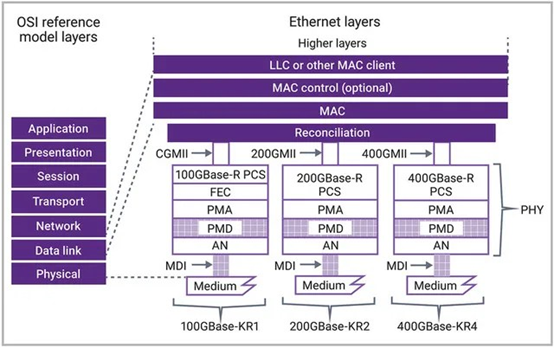 OSI reference
model layers
Ethernet layers
Higher layers
LLC or other MAC client
MAC control (optional)
MAC
Reconciliation
Application
Presentation
Session
Transport
Network
Data link
Physical
CGMII
200GMII
400GMII
100GBase-R PCS
FEC
PMA
PMD
AN
200GBase-R
PCS
PMA
PMD
AN
400GBase-R
PCS
PMA
PMD
AN
PHY
MDI
MDI
MDI
Medium
Medium
Medium
100GBase-KR1
200GBase-KR2
400GBase-KR4